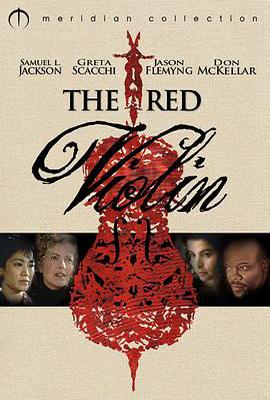 m meridian collection
SAMUEL L. JACKSON
GRETA SCACCHI
JASON FLEMYNG
DON McKELLAR
THE RED
Violin